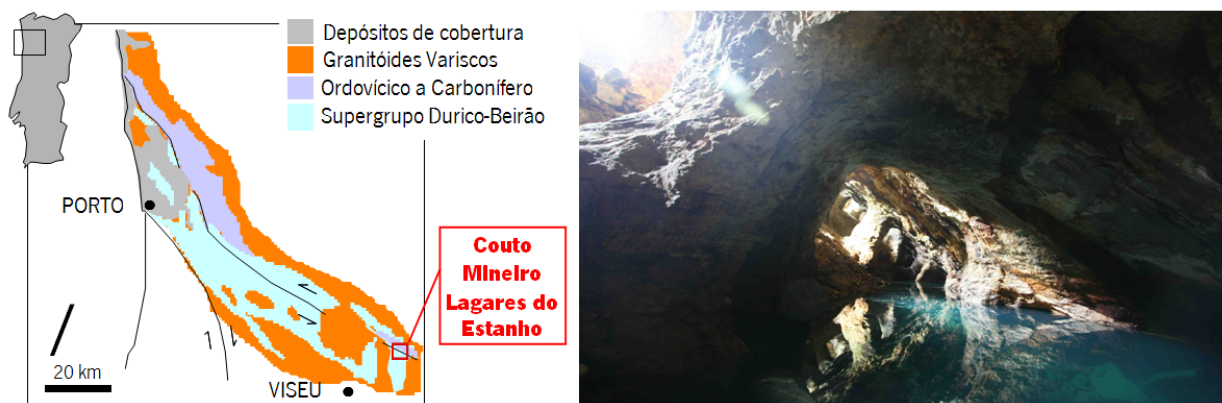 Depósitos de cobertura
Granitóides Variscos
Ordovícico a Carbonífero
Supergrupo Durico-Beirão
PORTO
Couto
MIneiro
Lagares do
Estanho
20 km
VISEU